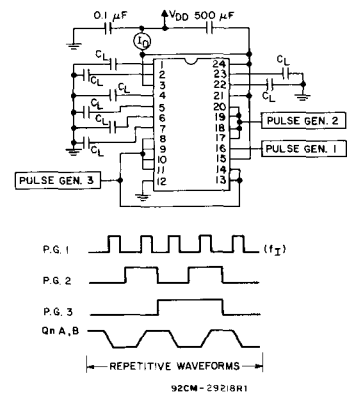 0.1 μF VDD 500 μF
ID
CL 1 24
CL 2 23 CL
3 22
CL 4 21 CL
CL 5 20
CL 6 19 PULSE GEN. 2
7 18
CL 8 17
9 16 PULSE GEN. 1
10 15
PULSE GEN. 3 11 14
12 13
P.G. 1 (fI)
P.G. 2
P.G. 3
Qn A, B
REPETITIVE WAVEFORMS
92CM-29218R1